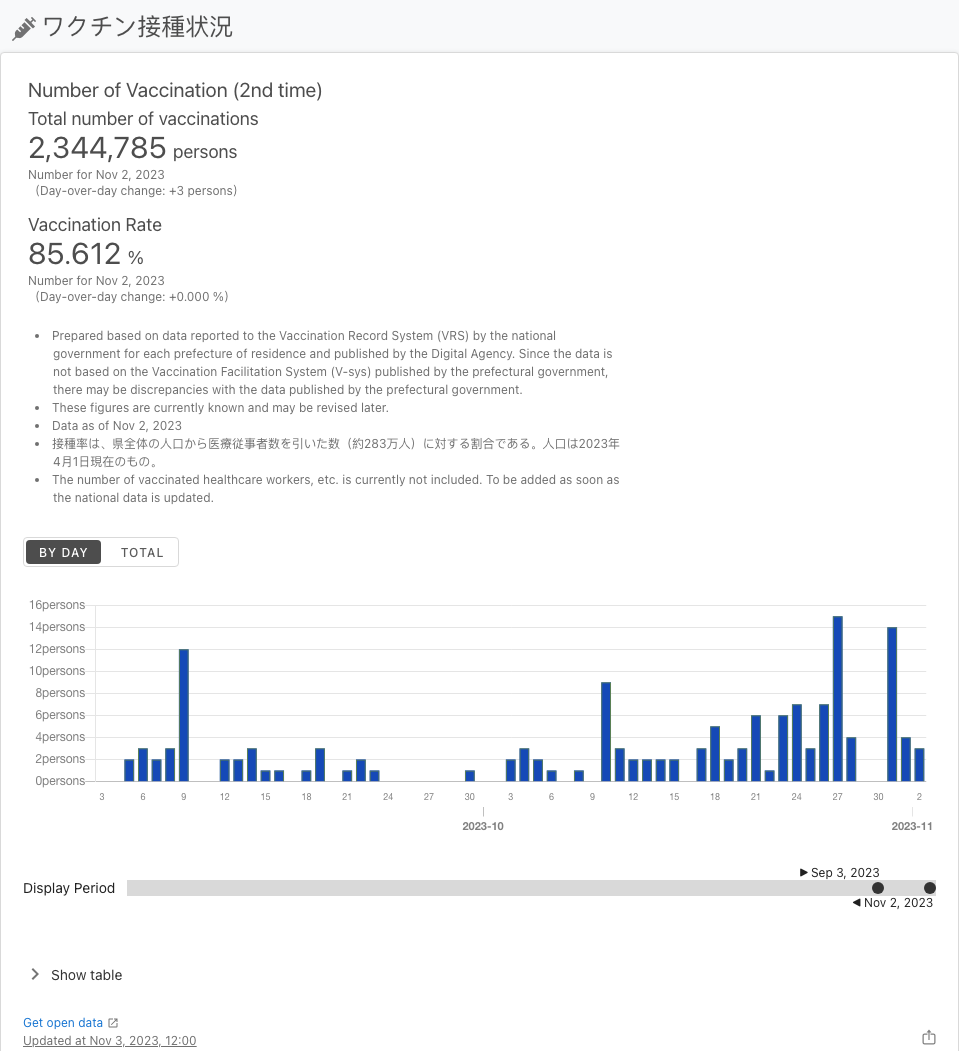 ワクチン接種状況
Number of Vaccination (2nd time)
Total number of vaccinations
2,344,785 persons
Number for Nov 2, 2023
(Day-over-day change: +3 persons)
Vaccination Rate
85.612 %
Number for Nov 2, 2023
(Day-over-day change: +0.000 %)
• Prepared based on data reported to the Vaccination Record System (VRS) by the national
government for each prefecture of residence and published by the Digital Agency. Since the data is
not based on the Vaccination Facilitation System (V-sys) published by the prefectural government,
there may be discrepancies with the data published by the prefectural government.
• These figures are currently known and may be revised later.
• Data as of Nov 2, 2023
• 接種率は、県全体の人口から医療従事者数を引いた数（約283万人）に対する割合である。人口は2023年
4月1日現在のもの。
• The number of vaccinated healthcare workers, etc. is currently not included. To be added as soon as
the national data is updated.
BY DAY TOTAL
16persons
14persons
12persons
10persons
8persons
6persons
4persons
2persons
0persons
3 6 9 12 15 18 21 24 27 30 3 6 9 12 15 18 21 24 27 30 2
2023-10 2023-11
Sep 3, 2023
Display Period
Nov 2, 2023
Show table
Get open data
Updated at Nov 3, 2023, 12:00